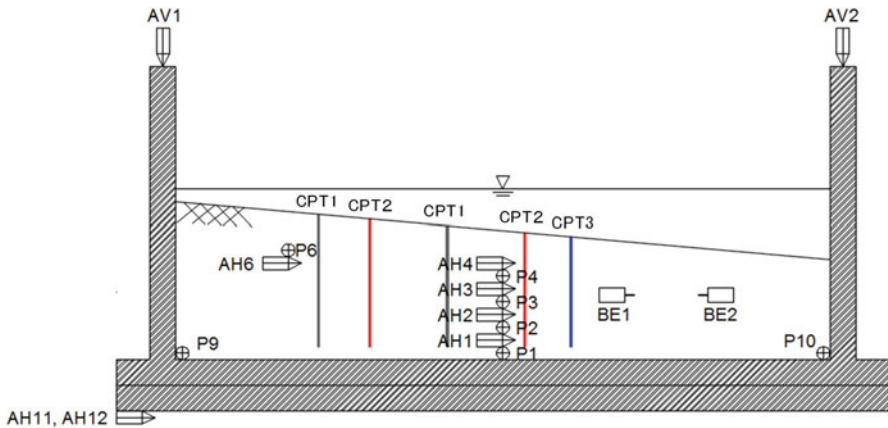 AV1 AV2
CPT1 CPT2 CPT1 CPT2 CPT3
P6
AH6 AH4
P4
AH3
P3
AH2 BE1 BE2
P2
AH1
P9 P1 P10
AH11, AH12